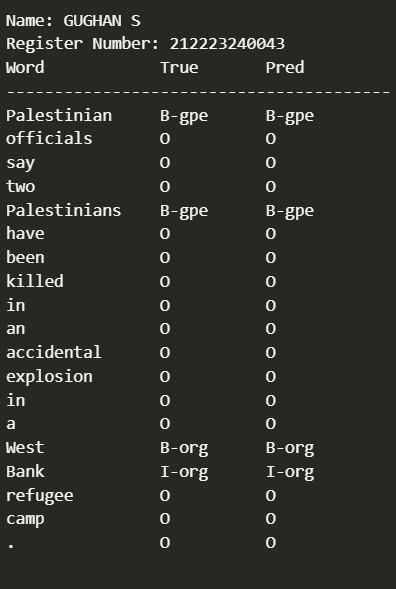 Name: GUGHAN S
Register Number: 212223240043
Word            True       Pred
----------------------------------------
Palestinian     B-gpe      B-gpe
officials       O          O
say             O          O
two             O          O
Palestinians    B-gpe      B-gpe
have            O          O
been            O          O
killed          O          O
in              O          O
an              O          O
accidental      O          O
explosion       O          O
in              O          O
a               O          O
West            B-org      B-org
Bank            I-org      I-org
refugee         O          O
camp            O          O
.               O          O